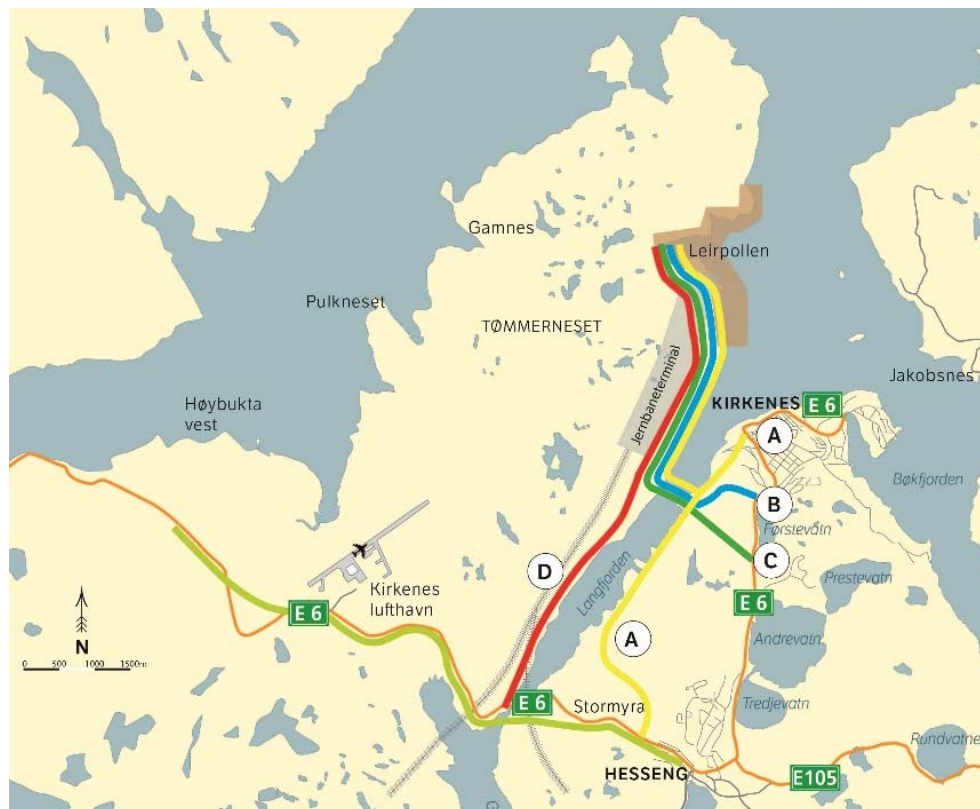 Gamnes
Leirpollen
Pulkneset
TØMMERNESET
Jernbaneterminal
Jakobsnes
KIRKENES
E 6
Høybukta
vest
A
Bøkfjorden
B
Førstevatn
C
D
Prestevatn
Langfjorden
Kirkenes
lufthavn
E 6
E 6
A
Andrevatn
N
0 500 1000 1500m
E 6
Stormyra
Tredjevatn
Rundvatne
HESSENG
E105